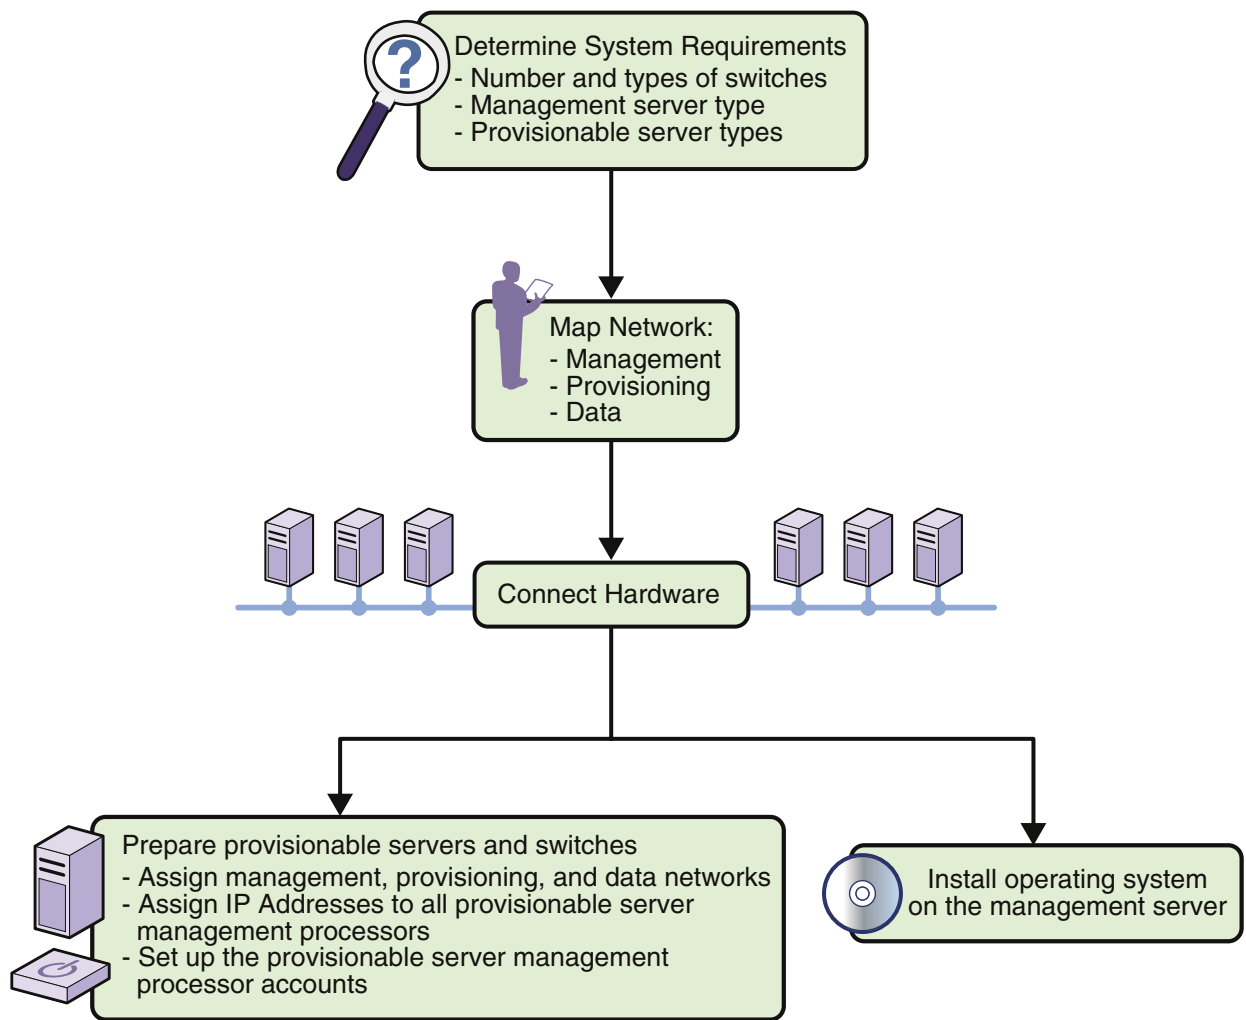 ?
Determine System Requirements
- Number and types of switches
- Management server type
- Provisionable server types
Map Network:
- Management
- Provisioning
- Data
Connect Hardware
Prepare provisionable servers and switches
- Assign management, provisioning, and data networks
- Assign IP Addresses to all provisionable server
management processors
- Set up the provisionable server management
processor accounts
Install operating system
on the management server